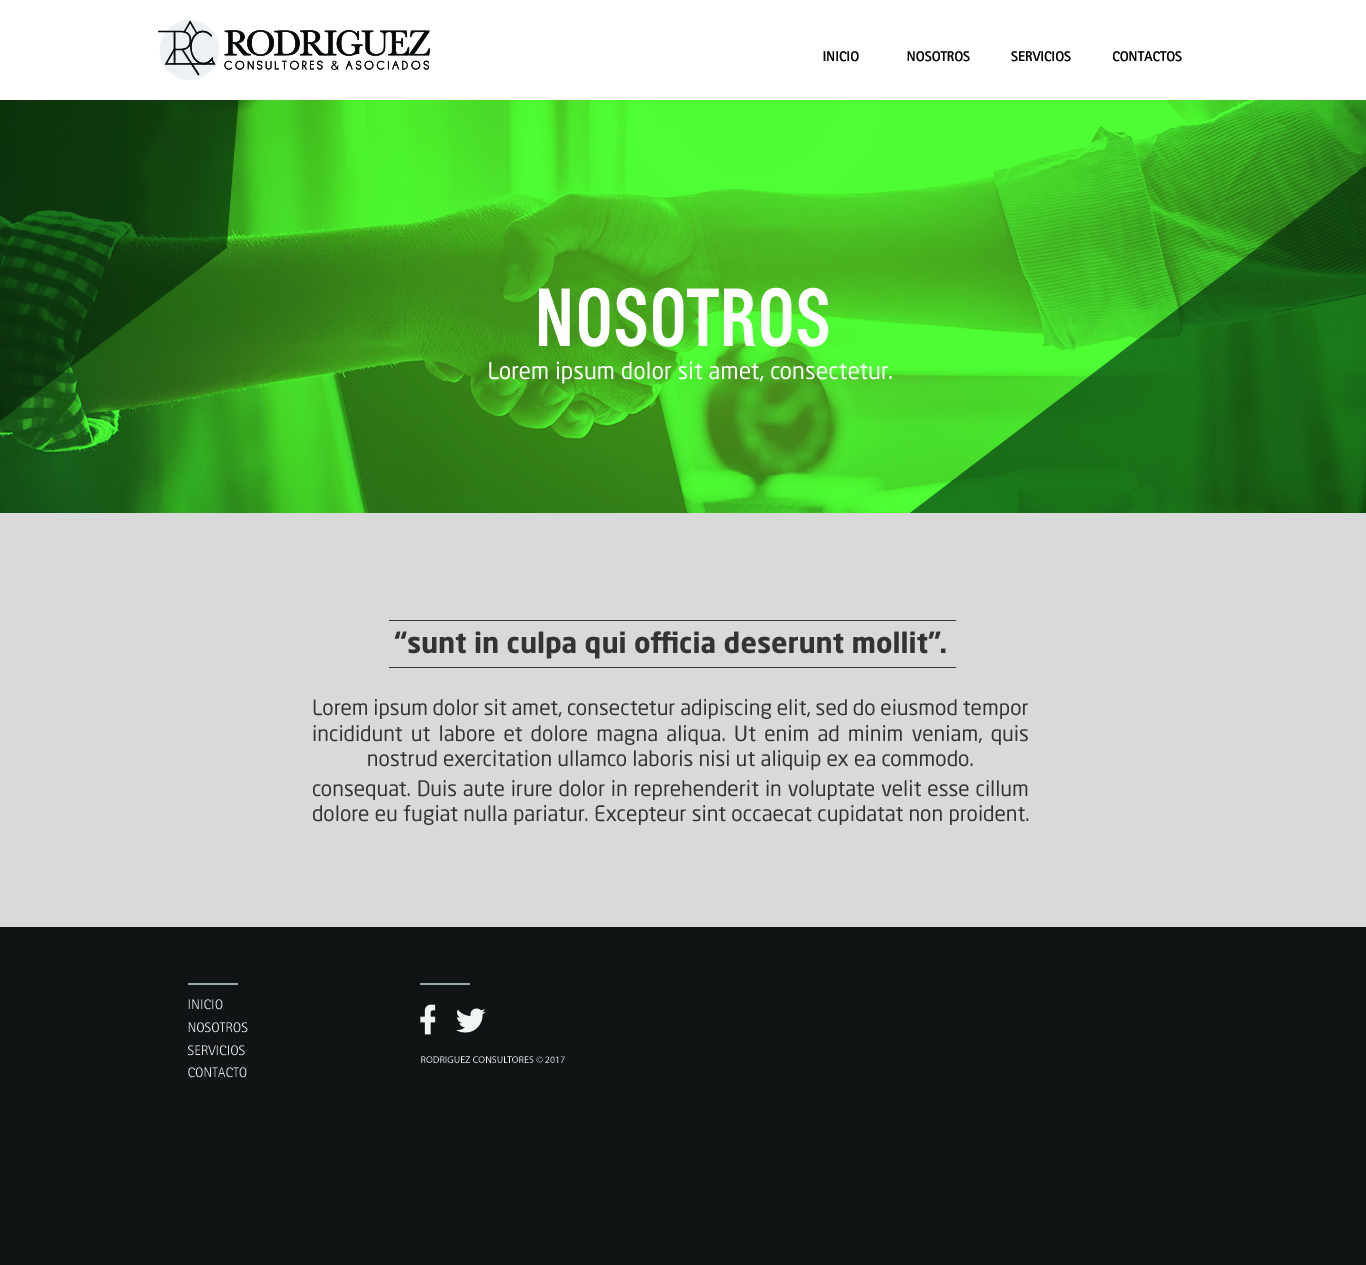 RC RODRIGUEZ
CONSULTORES & ASOCIADOS
INICIO NOSOTROS SERVICIOS CONTACTOS
NOSOTROS
Lorem ipsum dolor sit amet, consectetur.
“sunt in culpa qui officia deserunt mollit”.
Lorem ipsum dolor sit amet, consectetur adipiscing elit, sed do eiusmod tempor
incididunt ut labore et dolore magna aliqua. Ut enim ad minim veniam, quis
nostrud exercitation ullamco laboris nisi ut aliquip ex ea commodo.
consequat. Duis aute irure dolor in reprehenderit in voluptate velit esse cillum
dolore eu fugiat nulla pariatur. Excepteur sint occaecat cupidatat non proident.
INICIO
NOSOTROS
SERVICIOS
CONTACTO
RODRIGUEZ CONSULTORES © 2017